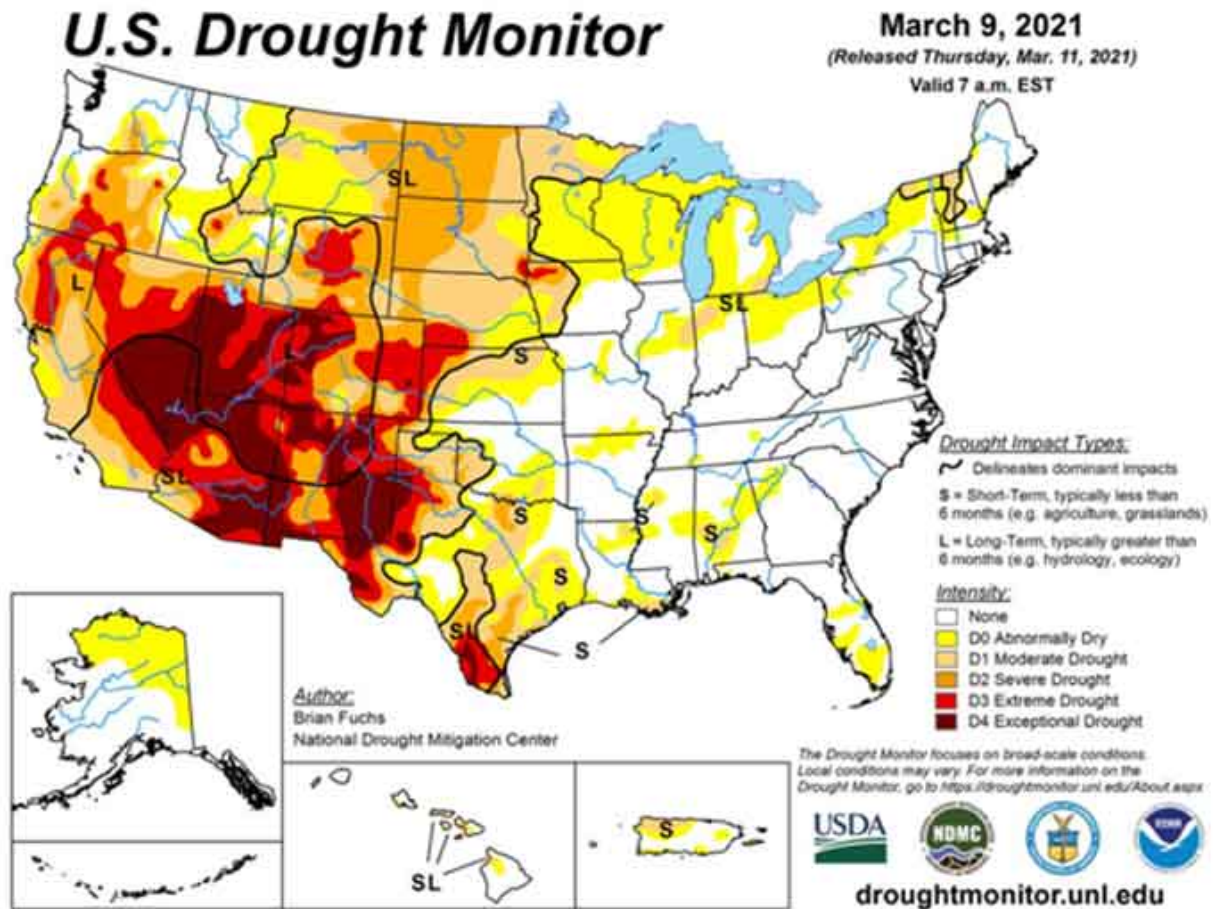 U.S. Drought Monitor
March 9, 2021
(Released Thursday, Mar. 11, 2021)
Valid 7 a.m. EST
SL
L
L
SL
S
L
SL
S
S
S
S
SL
S
Drought Impact Types:
Delineates dominant impacts
S = Short-Term, typically less than
6 months (e.g. agriculture, grasslands)
L = Long-Term, typically greater than
6 months (e.g. hydrology, ecology)
Intensity:
None
D0 Abnormally Dry
D1 Moderate Drought
D2 Severe Drought
D3 Extreme Drought
D4 Exceptional Drought
Author:
Brian Fuchs
National Drought Mitigation Center
SL
S
The Drought Monitor focuses on broad-scale conditions.
Local conditions may vary. For more information on the
Drought Monitor, go to https://droughtmonitor.unl.edu/About.aspx
USDA
NDMC
droughtmonitor.unl.edu